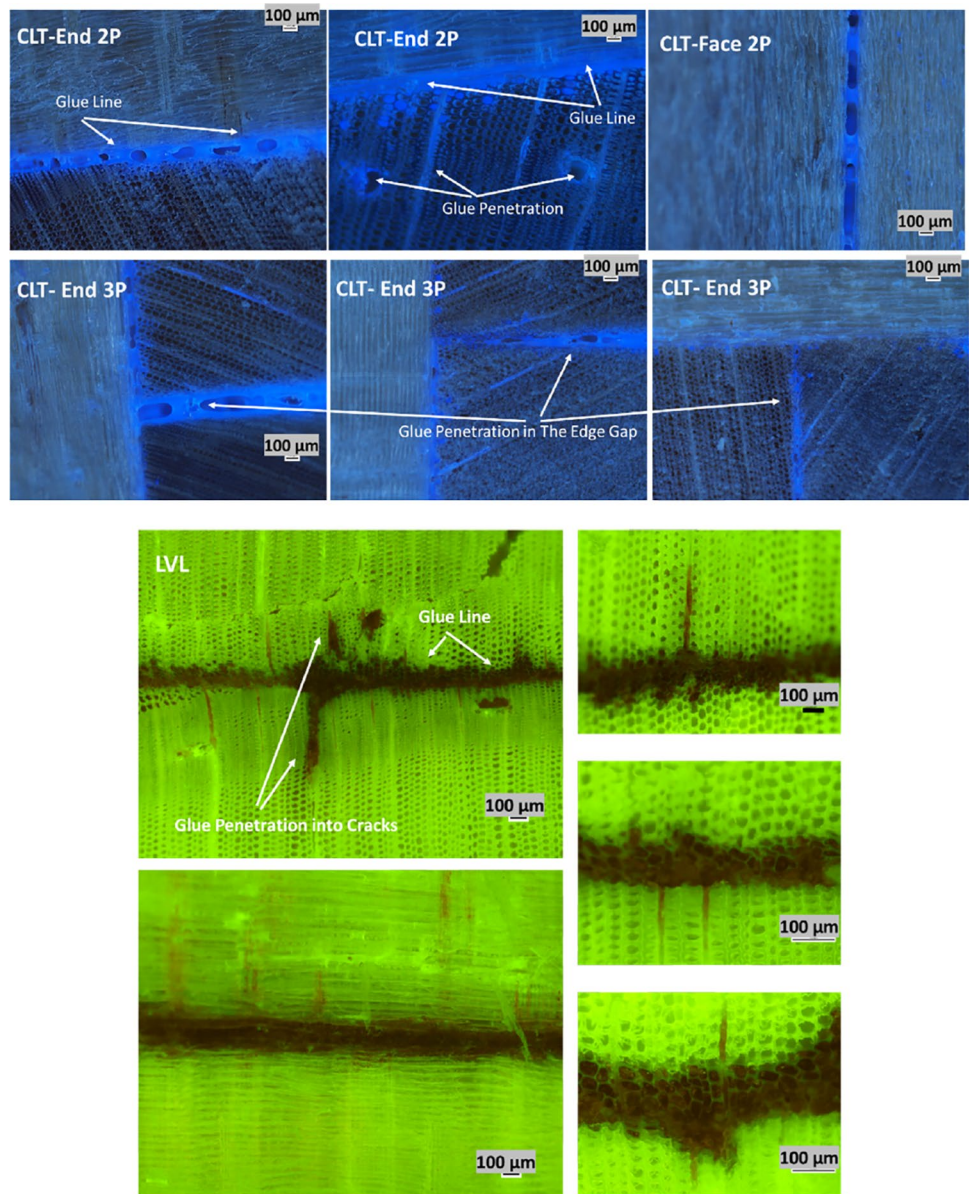 CLT-End 2P
100 µm
Glue Line
CLT-End 2P
100 µm
Glue Line
Glue Penetration
CLT-Face 2P
100 µm
CLT- End 3P
100 µm
CLT- End 3P
100 µm
Glue Penetration in The Edge Gap
CLT- End 3P
100 µm
LVL
Glue Line
Glue Penetration into Cracks
100 µm
100 µm
100 µm
100 µm
100 µm